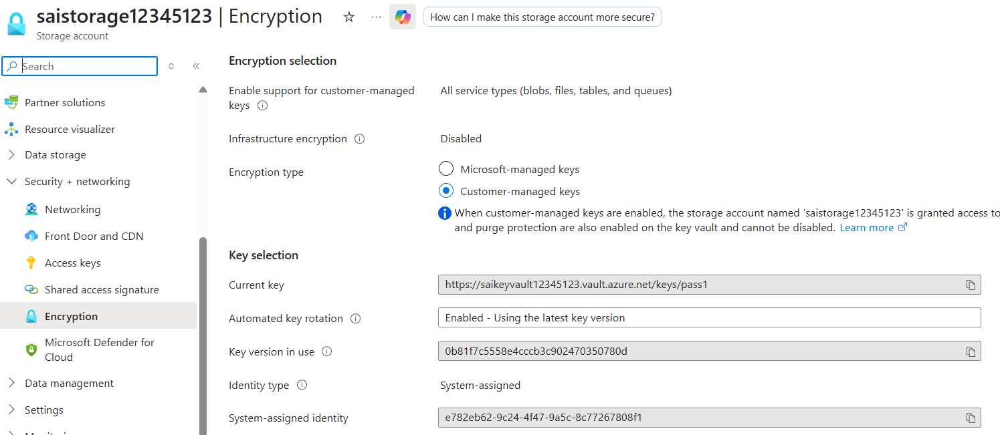 saistorage12345123 | Encryption
How can I make this storage account more secure?
Storage account
Search
Partner solutions
Resource visualizer
Data storage
Security + networking
Networking
Front Door and CDN
Access keys
Shared access signature
Encryption
Microsoft Defender for
Cloud
Data management
Settings
Encryption selection
Enable support for customer-managed
keys
All service types (blobs, files, tables, and queues)
Infrastructure encryption
Disabled
Encryption type
Microsoft-managed keys
Customer-managed keys
When customer-managed keys are enabled, the storage account named 'saistorage12345123' is granted access to
and purge protection are also enabled on the key vault and cannot be disabled. Learn more
Key selection
Current key
https://saikeyvault12345123.vault.azure.net/keys/pass1
Automated key rotation
Enabled - Using the latest key version
Key version in use
0b81f7c5558e4cccb3c902470350780d
Identity type
System-assigned
System-assigned identity
e782eb62-9c24-4f47-9a5c-8c77267808f1